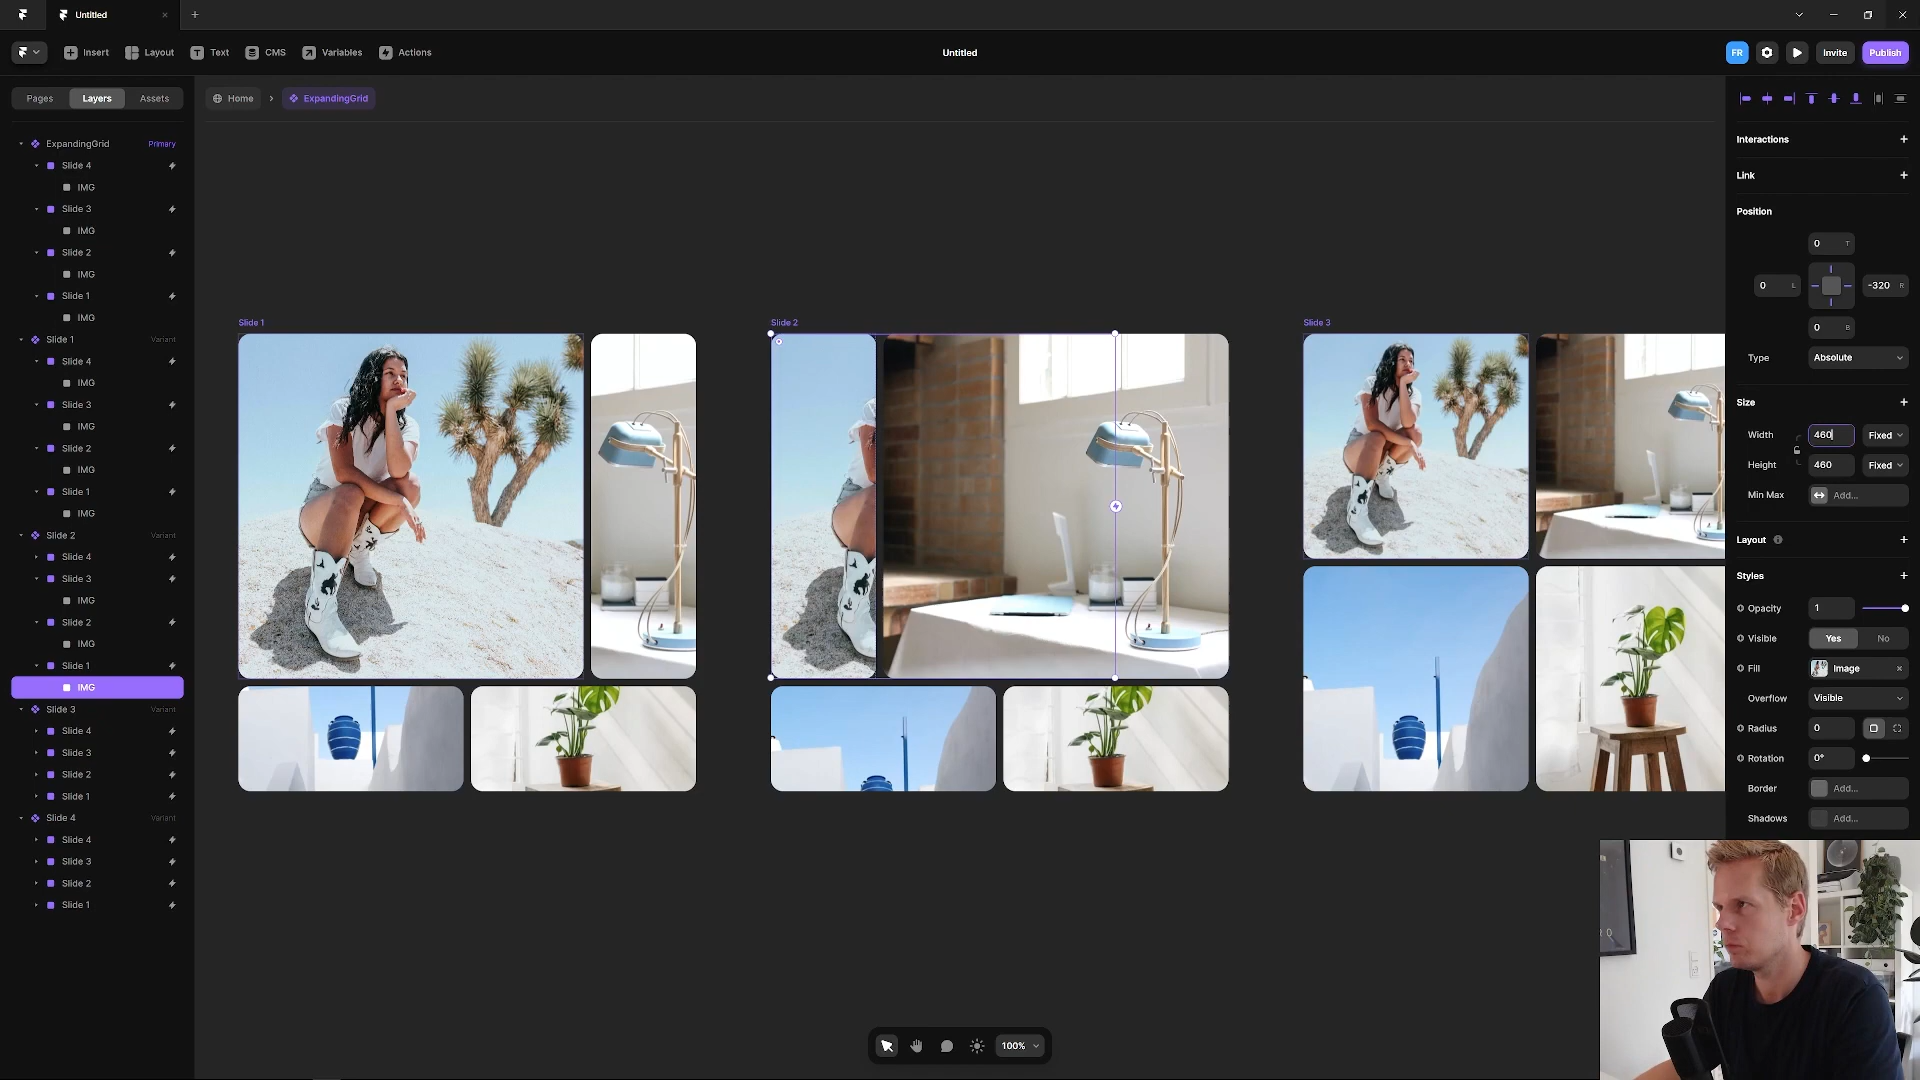 Untitled
Insert
Layout
Text
CMS
Variables
Actions
Untitled
FR
Invite
Publish
Pages
Layers
Assets
Home
ExpandingGrid
ExpandingGrid
Primary
Slide 4
IMG
Slide 3
IMG
Slide 2
IMG
Slide 1
IMG
Slide 1
Variant
Slide 4
IMG
Slide 3
IMG
Slide 2
IMG
Slide 1
IMG
Slide 2
Variant
Slide 4
Slide 3
IMG
Slide 2
IMG
Slide 1
IMG
Slide 3
Variant
Slide 4
Slide 3
Slide 2
Slide 1
Slide 4
Variant
Slide 4
Slide 3
Slide 2
Slide 1
Slide 1
Slide 2
Slide 3
100%
Interactions
Link
Position
0 T
0 L
-320 R
0 B
Type
Absolute
Size
Width
460
Fixed
Height
460
Fixed
Min Max
Add...
Layout
Styles
Opacity
1
Visible
Yes
No
Fill
Image
Overflow
Visible
Radius
0
Rotation
0°
Border
Add...
Shadows
Add...